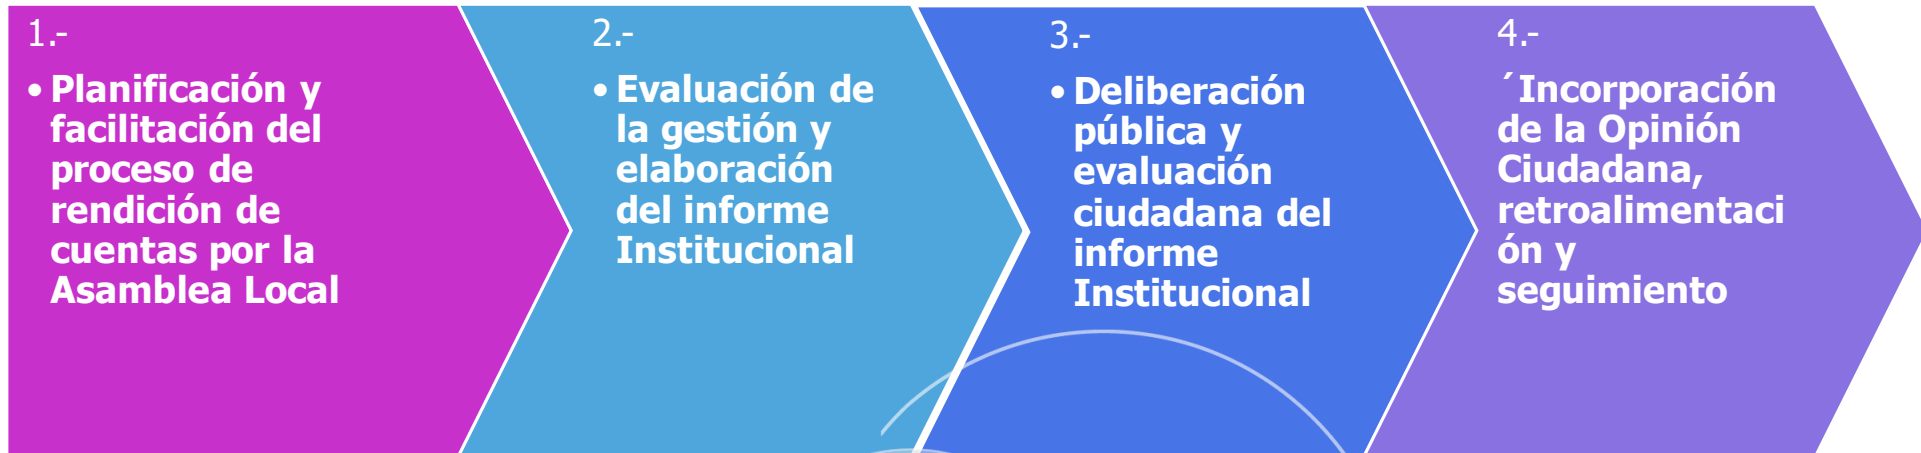 1.-
• Planificación y
facilitación del
proceso de
rendición de
cuentas por la
Asamblea Local
2.-
• Evaluación de
la gestión y
elaboración
del informe
Institucional
3.-
• Deliberación
pública y
evaluación
ciudadana del
informe
Institucional
4.-
´Incorporación
de la Opinión
Ciudadana,
retroalimentaci
ón y
seguimiento